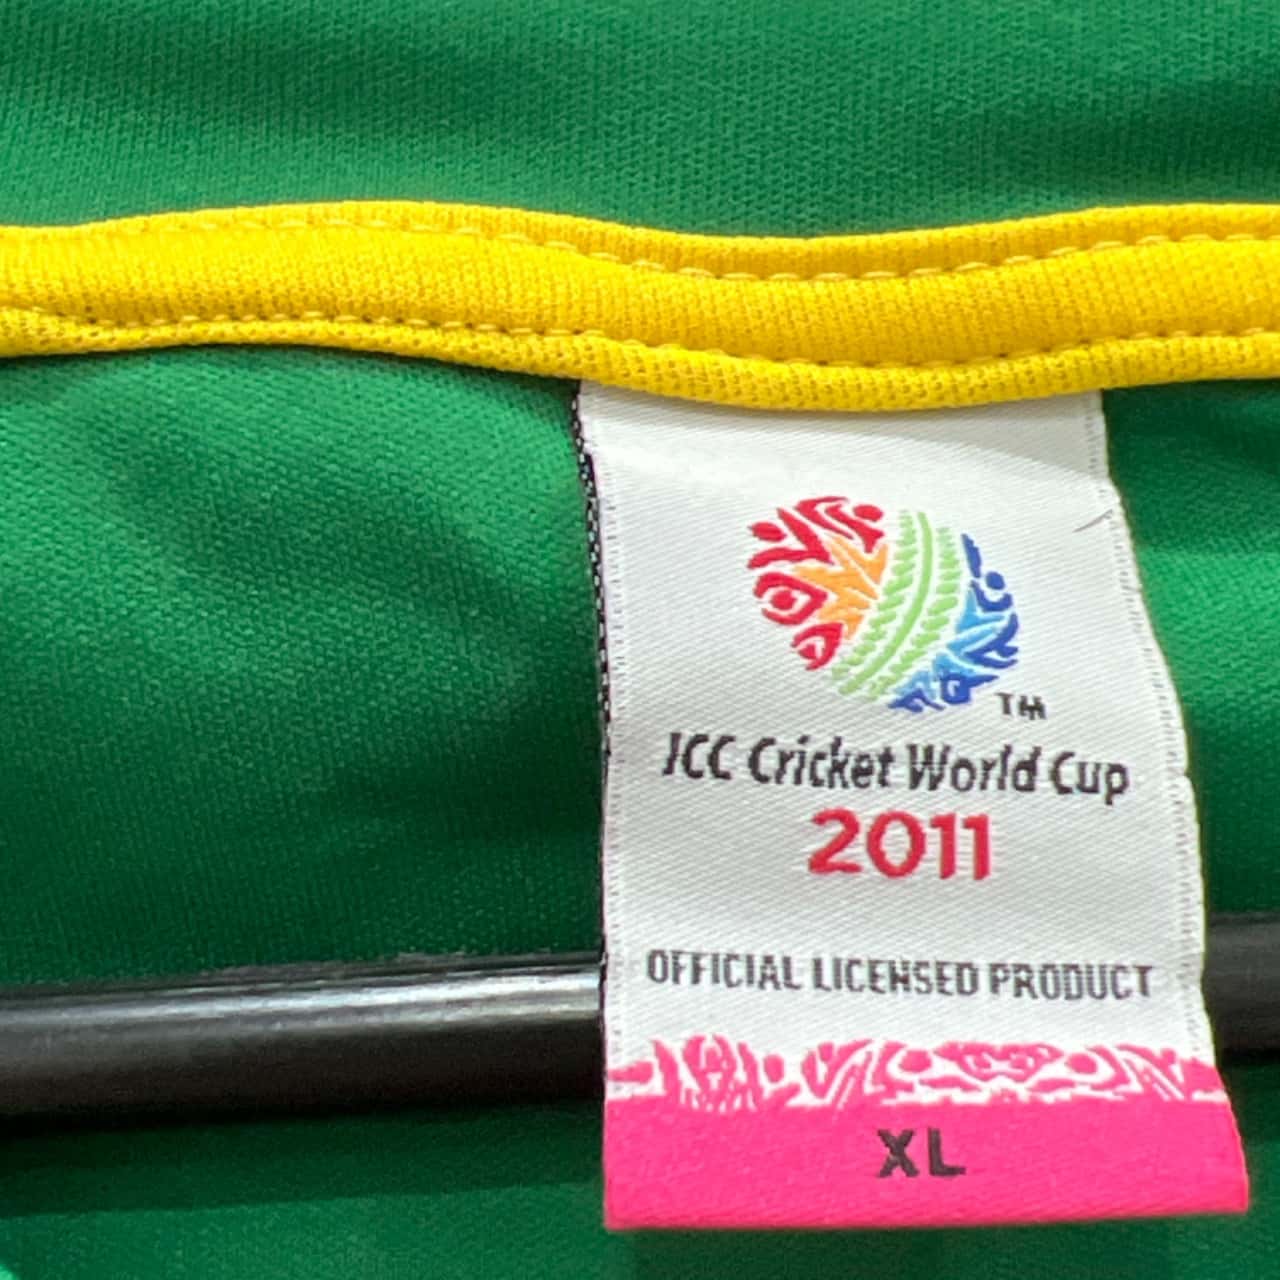 TM
ICC Cricket World Cup
2011
OFFICIAL LICENSED PRODUCT
XL